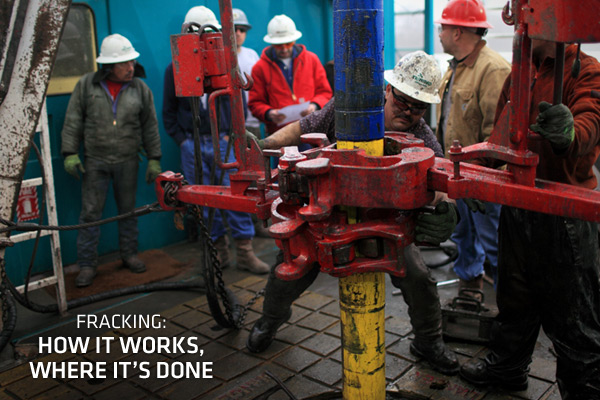 FRACKING:
HOW IT WORKS,
WHERE IT'S DONE